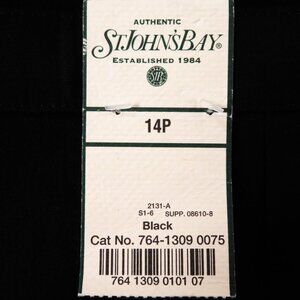 AUTHENTIC
ST.JOHN'S BAY
ESTABLISHED 1984
SJB
14P
2131-A
S1-6 SUPP. 08610-8
Black
Cat No. 764-1309 0075
764 1309 0101 07